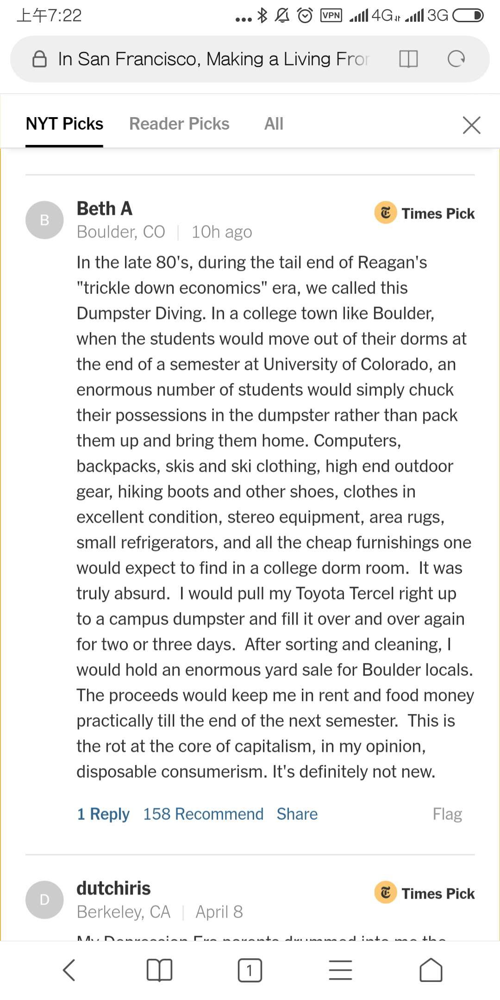 上午7:22
... VPN 4G 3G
In San Francisco, Making a Living Fror
NYT Picks Reader Picks All
B
Beth A
Times Pick
Boulder, CO | 10h ago
In the late 80's, during the tail end of Reagan's
"trickle down economics" era, we called this
Dumpster Diving. In a college town like Boulder,
when the students would move out of their dorms at
the end of a semester at University of Colorado, an
enormous number of students would simply chuck
their possessions in the dumpster rather than pack
them up and bring them home. Computers,
backpacks, skis and ski clothing, high end outdoor
gear, hiking boots and other shoes, clothes in
excellent condition, stereo equipment, area rugs,
small refrigerators, and all the cheap furnishings one
would expect to find in a college dorm room.  It was
truly absurd.  I would pull my Toyota Tercel right up
to a campus dumpster and fill it over and over again
for two or three days.  After sorting and cleaning, I
would hold an enormous yard sale for Boulder locals.
The proceeds would keep me in rent and food money
practically till the end of the next semester.  This is
the rot at the core of capitalism, in my opinion,
disposable consumerism. It's definitely not new.
1 Reply 158 Recommend Share Flag
D
dutchiris
Times Pick
Berkeley, CA | April 8
My Depression Era parents drummed into me the
1